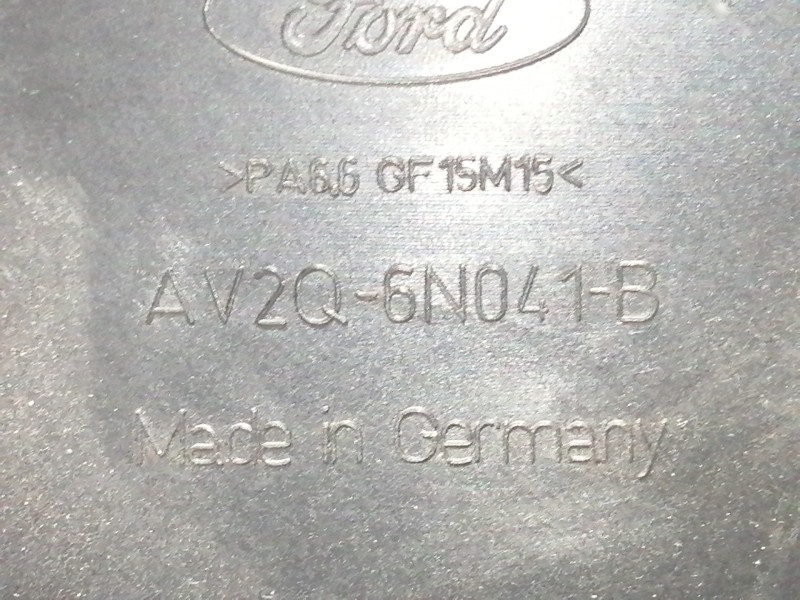 Ford
>PA6,6 GF15M15<
AV2Q-6N041-B
Made in Germany